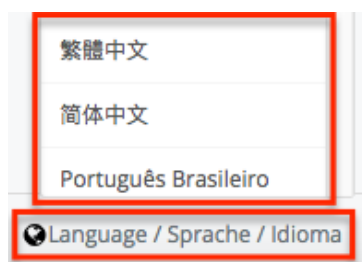 繁體中文
简体中文
Português Brasileiro
Language / Sprache / Idioma